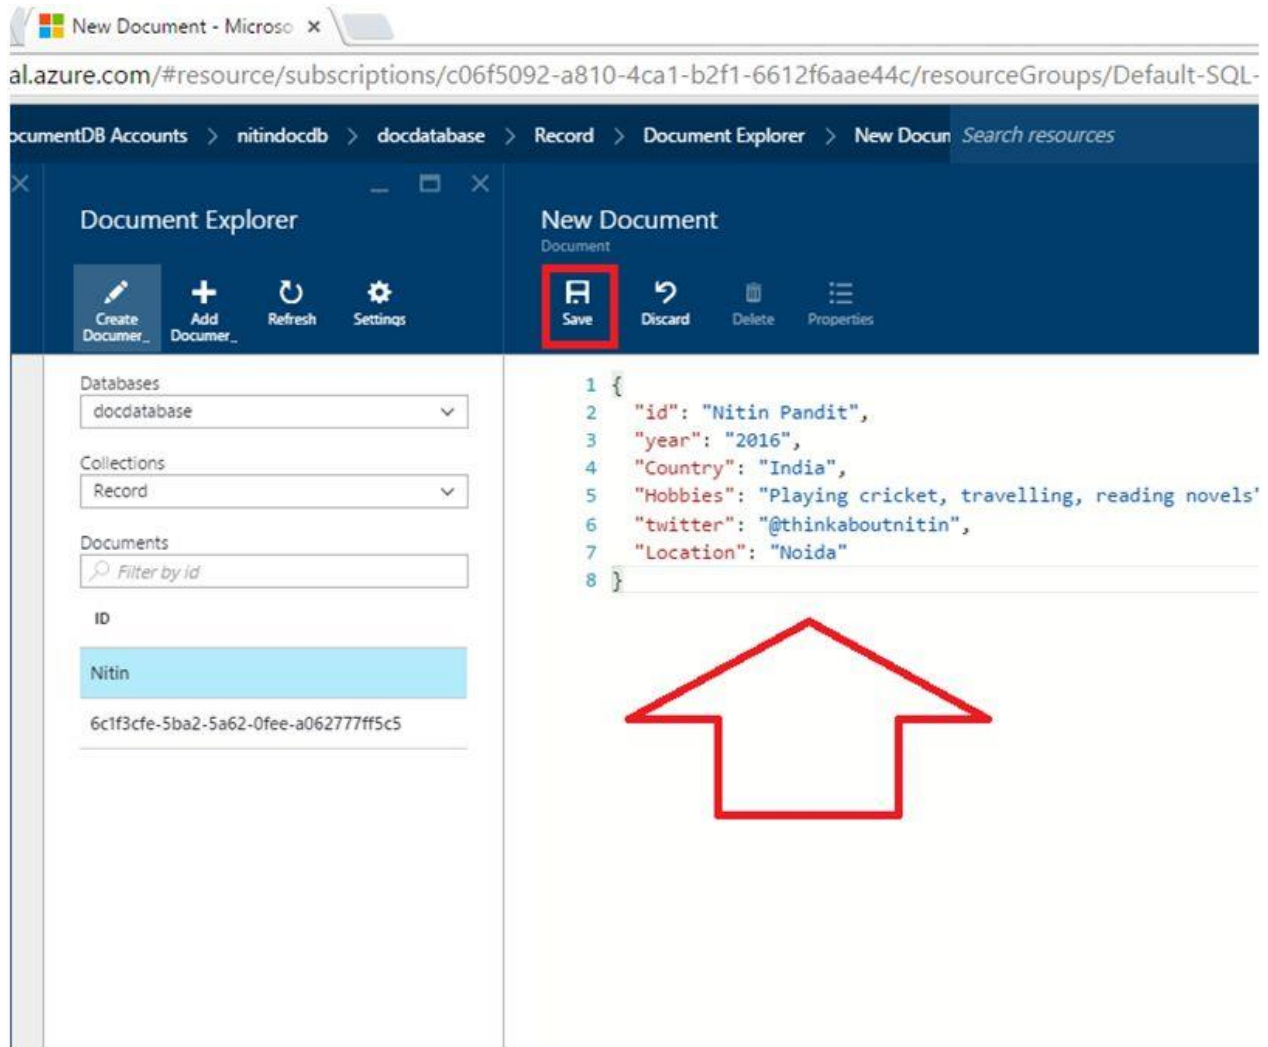 New Document - Microso
al.azure.com/#resource/subscriptions/c06f5092-a810-4ca1-b2f1-6612f6aae44c/resourceGroups/Default-SQL-
ocumentDB Accounts > nitindocdb > docdatabase > Record > Document Explorer > New Docum Search resources
Document Explorer
Create Documer_
Add Documer_
Refresh
Settings
Databases
docdatabase
Collections
Record
Documents
Filter by id
ID
Nitin
6c1f3cfe-5ba2-5a62-0fee-a062777ff5c5
New Document
Document
Save
Discard
Delete
Properties
1 {
2 "id": "Nitin Pandit",
3 "year": "2016",
4 "Country": "India",
5 "Hobbies": "Playing cricket, travelling, reading novels"
6 "twitter": "@thinkaboutnitin",
7 "Location": "Noida"
8 }